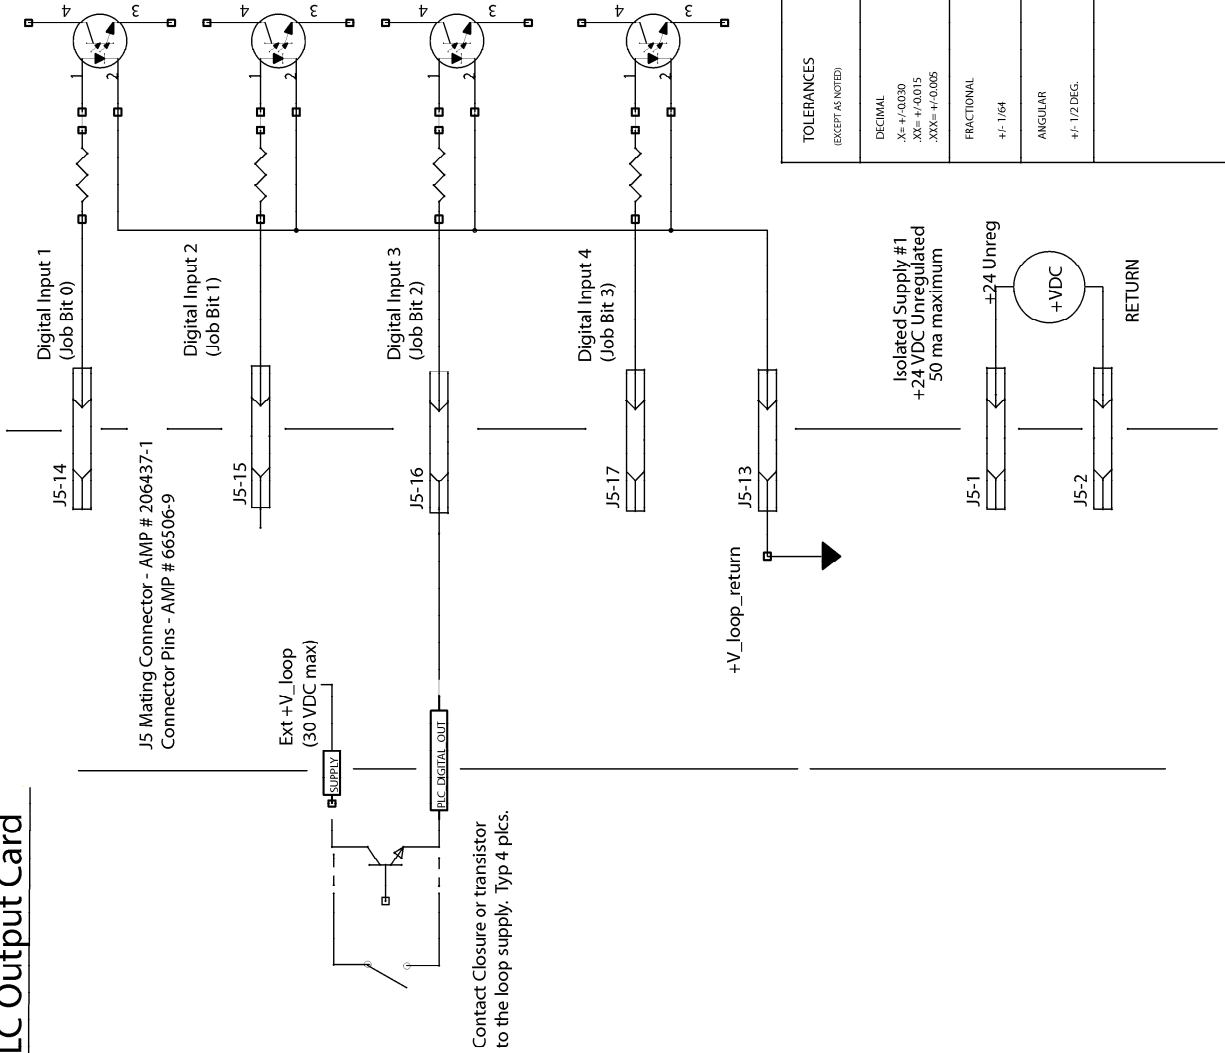 LC Output Card
4
3
1
2
4
3
1
2
4
3
1
2
4
3
1
2
Digital Input 1
(Job Bit 0)
Digital Input 2
(Job Bit 1)
Digital Input 3
(Job Bit 2)
Digital Input 4
(Job Bit 3)
J5-14
J5-15
J5-16
J5-17
J5-13
J5-1
J5-2
J5 Mating Connector - AMP # 206437-1
Connector Pins - AMP # 66506-9
Ext +V_loop
(30 VDC max)
SUPPLY
PLC DIGITAL OUT
Contact Closure or transistor
to the loop supply. Typ 4 plcs.
+V_loop_return
Isolated Supply #1
+24 VDC Unregulated
50 ma maximum
+24 Unreg
+VDC
RETURN
TOLERANCES
(EXCEPT AS NOTED)
DECIMAL
.X= +/-0.030
.XX= +/-0.015
.XXX= +/-0.005
FRACTIONAL
+/- 1/64
ANGULAR
+/- 1/2 DEG.